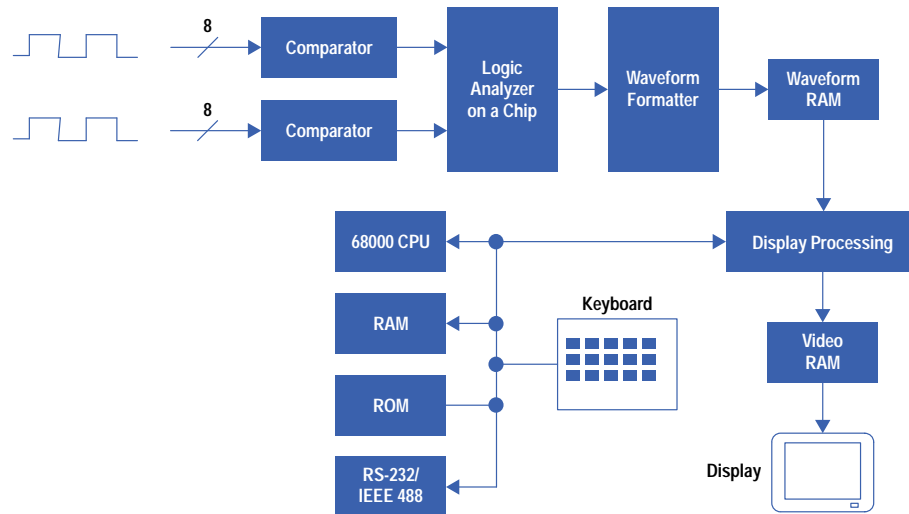 8
Comparator
Logic
Analyzer
on a Chip
Waveform
Formatter
Waveform
RAM
8
Comparator
68000 CPU
Display Processing
RAM
Keyboard
Video
RAM
ROM
RS-232/
IEEE 488
Display